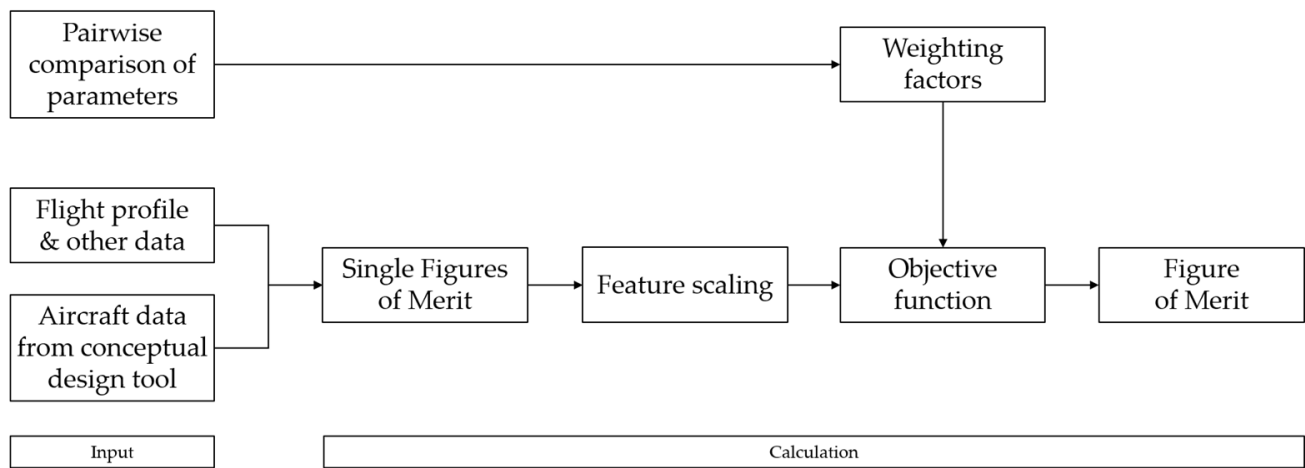 Pairwise
comparison of
parameters
Weighting
factors
Flight profile
& other data
Single Figures
of Merit
Feature scaling
Objective
function
Figure
of Merit
Aircraft data
from conceptual
design tool
Input
Calculation